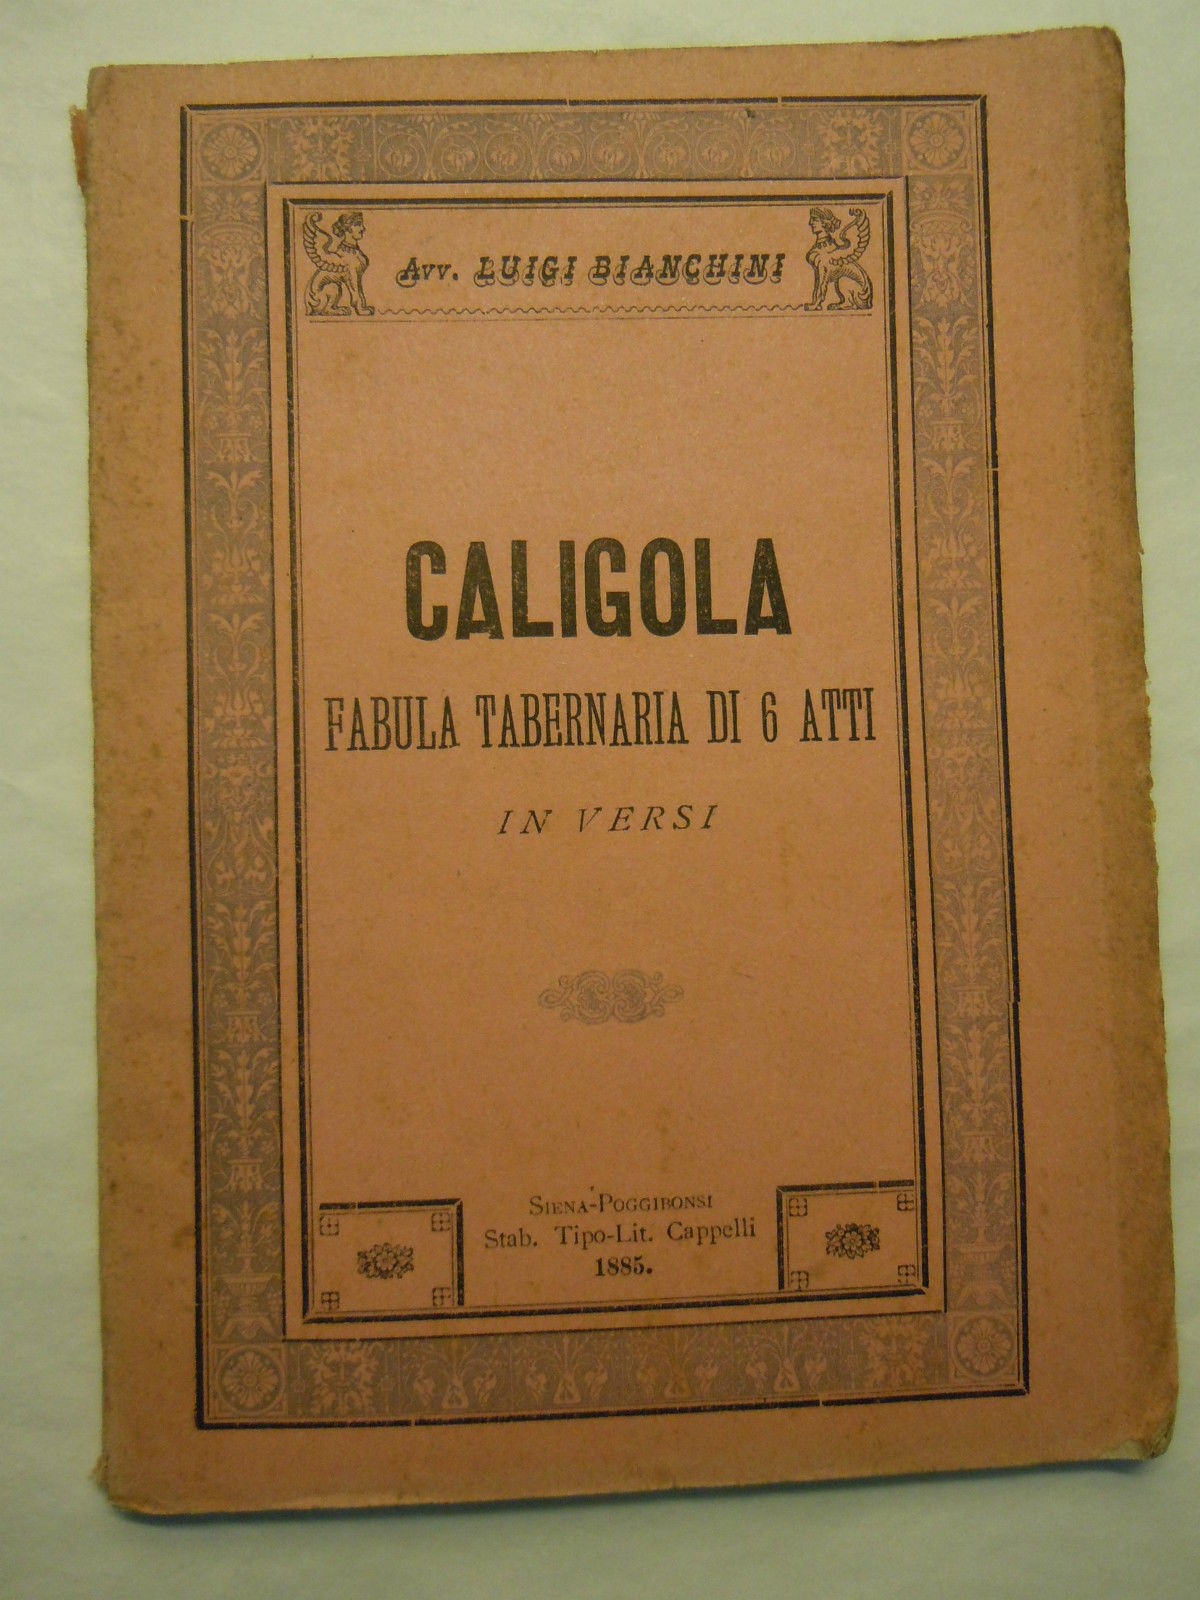 Avv. LUIGI BIANCHINI
CALIGOLA
FABULA TABERNARIA DI 6 ATTI
IN VERSI
SIENA-POGGIBONSI
Stab. Tipo-Lit. Cappelli
1885.